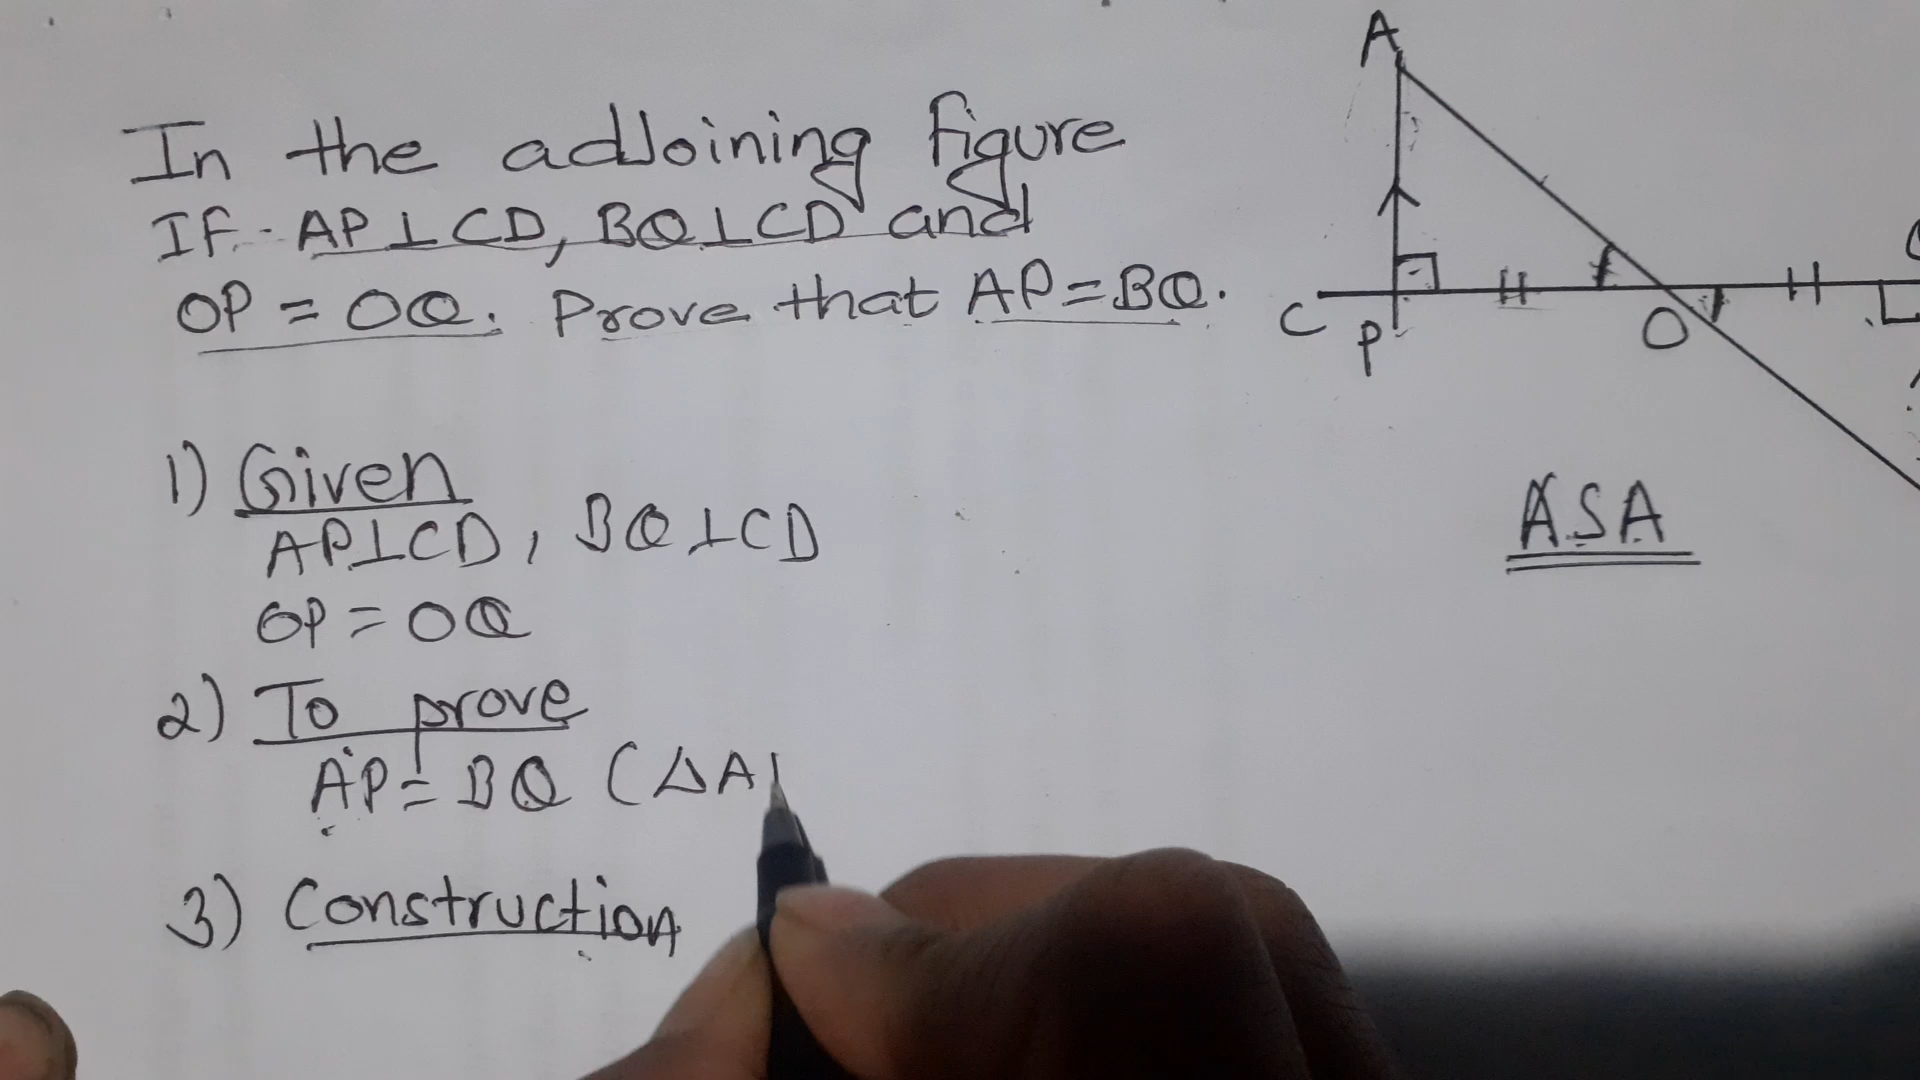 In the adJoining figure
IF AP⊥CD, BQ⊥CD and
OP = OQ. Prove that AP=BQ.
1) Given
AP⊥CD, BQ⊥CD
OP = OQ
2) To prove
AP = BQ (△A
3) Construction
A
C
P
O
ASA